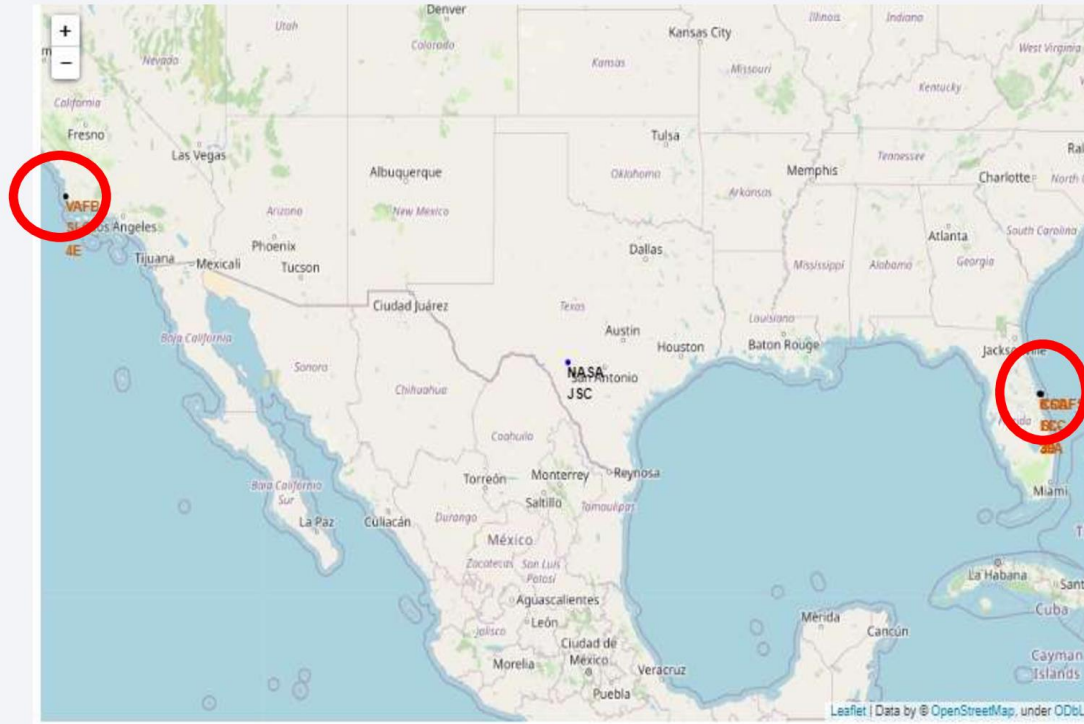 +
−
Denver
Utah
Colorado
Kansas City
Illinois
Indiana
West Virginia
Nevada
Kansas
Missouri
Kentucky
California
Fresno
Las Vegas
Tulsa
Albuquerque
Oklahoma
Memphis
Tennessee
Charlotte
North
Arkansas
VAFB
Los Angeles
4E
Arizona
New Mexico
South Carolina
Atlanta
Phoenix
Dallas
Tijuana
Mexicali
Tucson
Mississippi
Alabama
Georgia
Ciudad Juárez
Texas
Louisiana
Austin
Baja California
Houston
Baton Rouge
Sonora
NASA
San Antonio
JSC
Chihuahua
Florida
Coahuila
Torreón
Monterrey
Reynosa
Baja California
Sur
Saltillo
Tamaulipas
Miami
La Paz
Culiacán
Durango
México
Zacatecas
San Luis
Potosí
La Habana
Aguascalientes
Cuba
León
Mérida
Cancún
Jalisco
Ciudad de
México
Cayman
Islands
Morelia
Veracruz
Puebla
Leaflet | Data by © OpenStreetMap, under ODbL